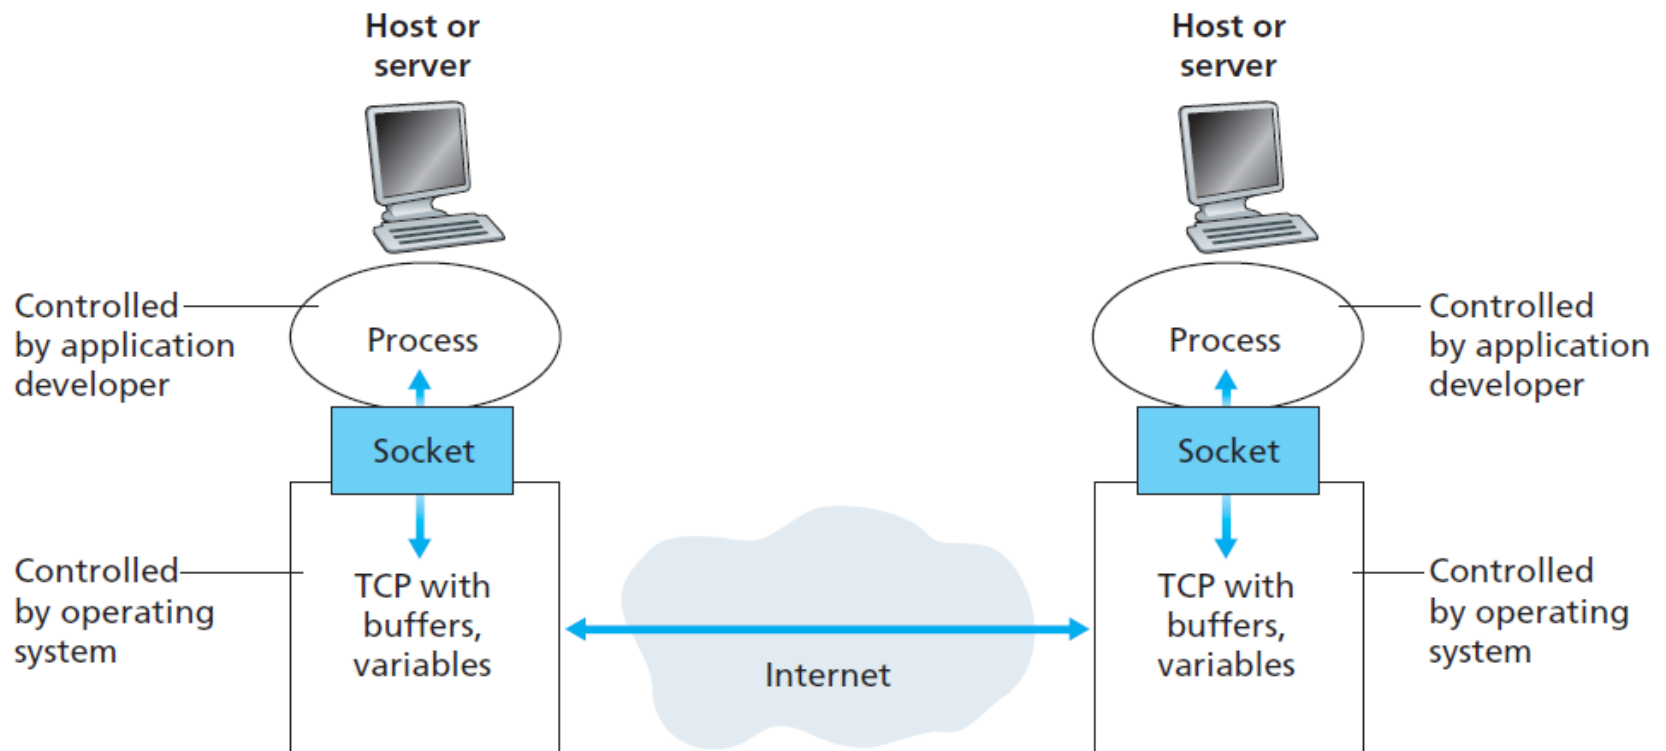 Host or
server
Host or
server
Controlled
by application
developer
Process
Process
Controlled
by application
developer
Socket
Socket
Controlled
by operating
system
TCP with
buffers,
variables
Internet
TCP with
buffers,
variables
Controlled
by operating
system